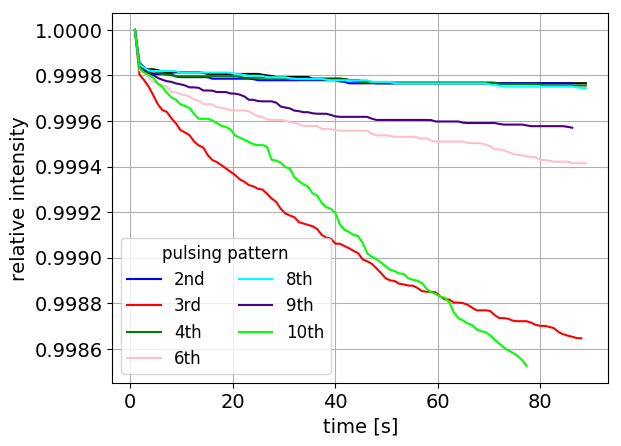 relative intensity
1.0000
0.9998
0.9996
0.9994
0.9992
0.9990
0.9988
0.9986
pulsing pattern
2nd 8th
3rd 9th
4th 10th
6th
0 20 40 60 80
time [s]